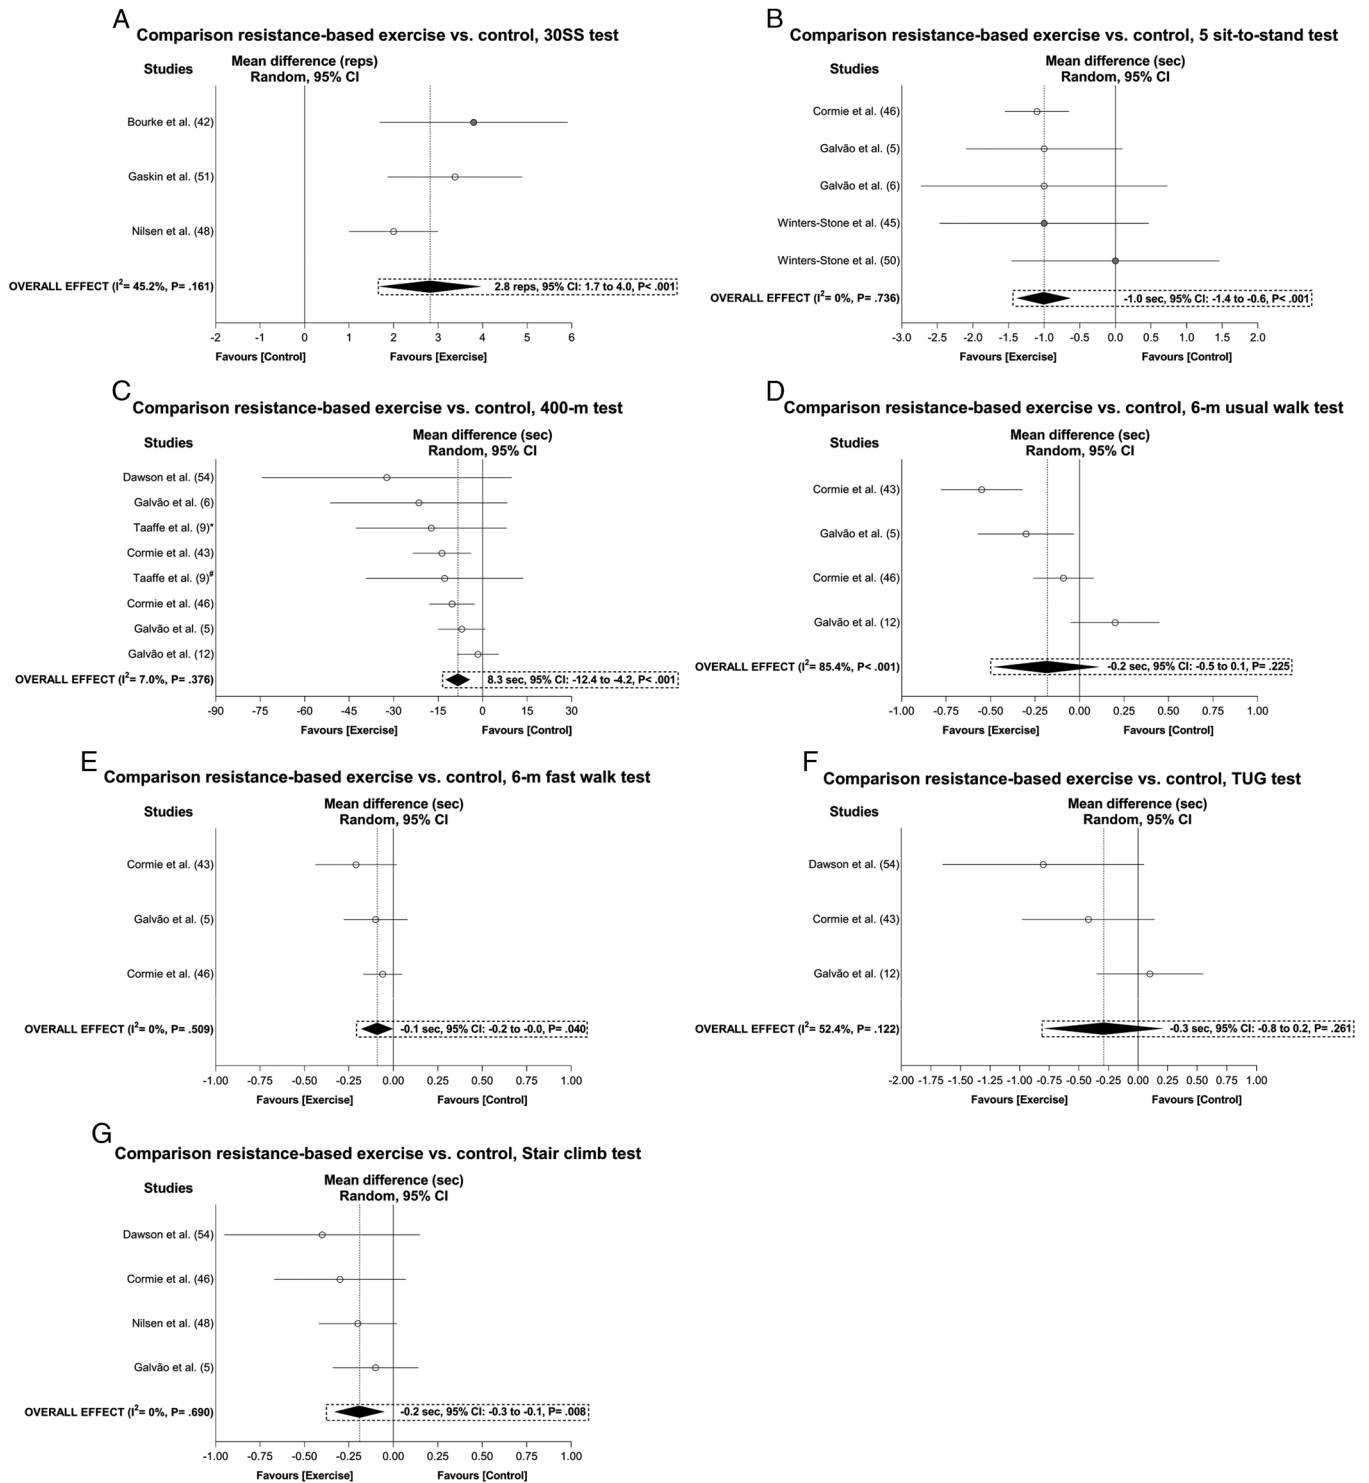 A
Comparison resistance-based exercise vs. control, 30SS test
Studies
Mean difference (reps)
Random, 95% CI
Bourke et al. (42)
Gaskin et al. (51)
Nilsen et al. (48)
OVERALL EFFECT (I²= 45.2%, P= .161)
2.8 reps, 95% CI: 1.7 to 4.0, P< .001
-2 -1 0 1 2 3 4 5 6
Favours [Control] Favours [Exercise]
B
Comparison resistance-based exercise vs. control, 5 sit-to-stand test
Studies
Mean difference (sec)
Random, 95% CI
Cormie et al. (46)
Galvão et al. (5)
Galvão et al. (6)
Winters-Stone et al. (45)
Winters-Stone et al. (50)
OVERALL EFFECT (I²= 0%, P= .736)
-1.0 sec, 95% CI: -1.4 to -0.6, P< .001
-3.0 -2.5 -2.0 -1.5 -1.0 -0.5 0.0 0.5 1.0 1.5 2.0
Favours [Exercise] Favours [Control]
C
Comparison resistance-based exercise vs. control, 400-m test
Studies
Mean difference (sec)
Random, 95% CI
Dawson et al. (54)
Galvão et al. (6)
Taaffe et al. (9)*
Cormie et al. (43)
Taaffe et al. (9)#
Cormie et al. (46)
Galvão et al. (5)
Galvão et al. (12)
OVERALL EFFECT (I²= 7.0%, P= .376)
8.3 sec, 95% CI: -12.4 to -4.2, P< .001
-90 -75 -60 -45 -30 -15 0 15 30
Favours [Exercise] Favours [Control]
D
Comparison resistance-based exercise vs. control, 6-m usual walk test
Studies
Mean difference (sec)
Random, 95% CI
Cormie et al. (43)
Galvão et al. (5)
Cormie et al. (46)
Galvão et al. (12)
OVERALL EFFECT (I²= 85.4%, P< .001)
-0.2 sec, 95% CI: -0.5 to 0.1, P= .225
-1.00 -0.75 -0.50 -0.25 0.00 0.25 0.50 0.75 1.00
Favours [Exercise] Favours [Control]
E
Comparison resistance-based exercise vs. control, 6-m fast walk test
Studies
Mean difference (sec)
Random, 95% CI
Cormie et al. (43)
Galvão et al. (5)
Cormie et al. (46)
OVERALL EFFECT (I²= 0%, P= .509)
-0.1 sec, 95% CI: -0.2 to -0.0, P= .040
-1.00 -0.75 -0.50 -0.25 0.00 0.25 0.50 0.75 1.00
Favours [Exercise] Favours [Control]
F
Comparison resistance-based exercise vs. control, TUG test
Studies
Mean difference (sec)
Random, 95% CI
Dawson et al. (54)
Cormie et al. (43)
Galvão et al. (12)
OVERALL EFFECT (I²= 52.4%, P= .122)
-0.3 sec, 95% CI: -0.8 to 0.2, P= .261
-2.00 -1.75 -1.50 -1.25 -1.00 -0.75 -0.50 -0.25 0.00 0.25 0.50 0.75 1.00
Favours [Exercise] Favours [Control]
G
Comparison resistance-based exercise vs. control, Stair climb test
Studies
Mean difference (sec)
Random, 95% CI
Dawson et al. (54)
Cormie et al. (46)
Nilsen et al. (48)
Galvão et al. (5)
OVERALL EFFECT (I²= 0%, P= .690)
-0.2 sec, 95% CI: -0.3 to -0.1, P= .008
-1.00 -0.75 -0.50 -0.25 0.00 0.25 0.50 0.75 1.00
Favours [Exercise] Favours [Control]